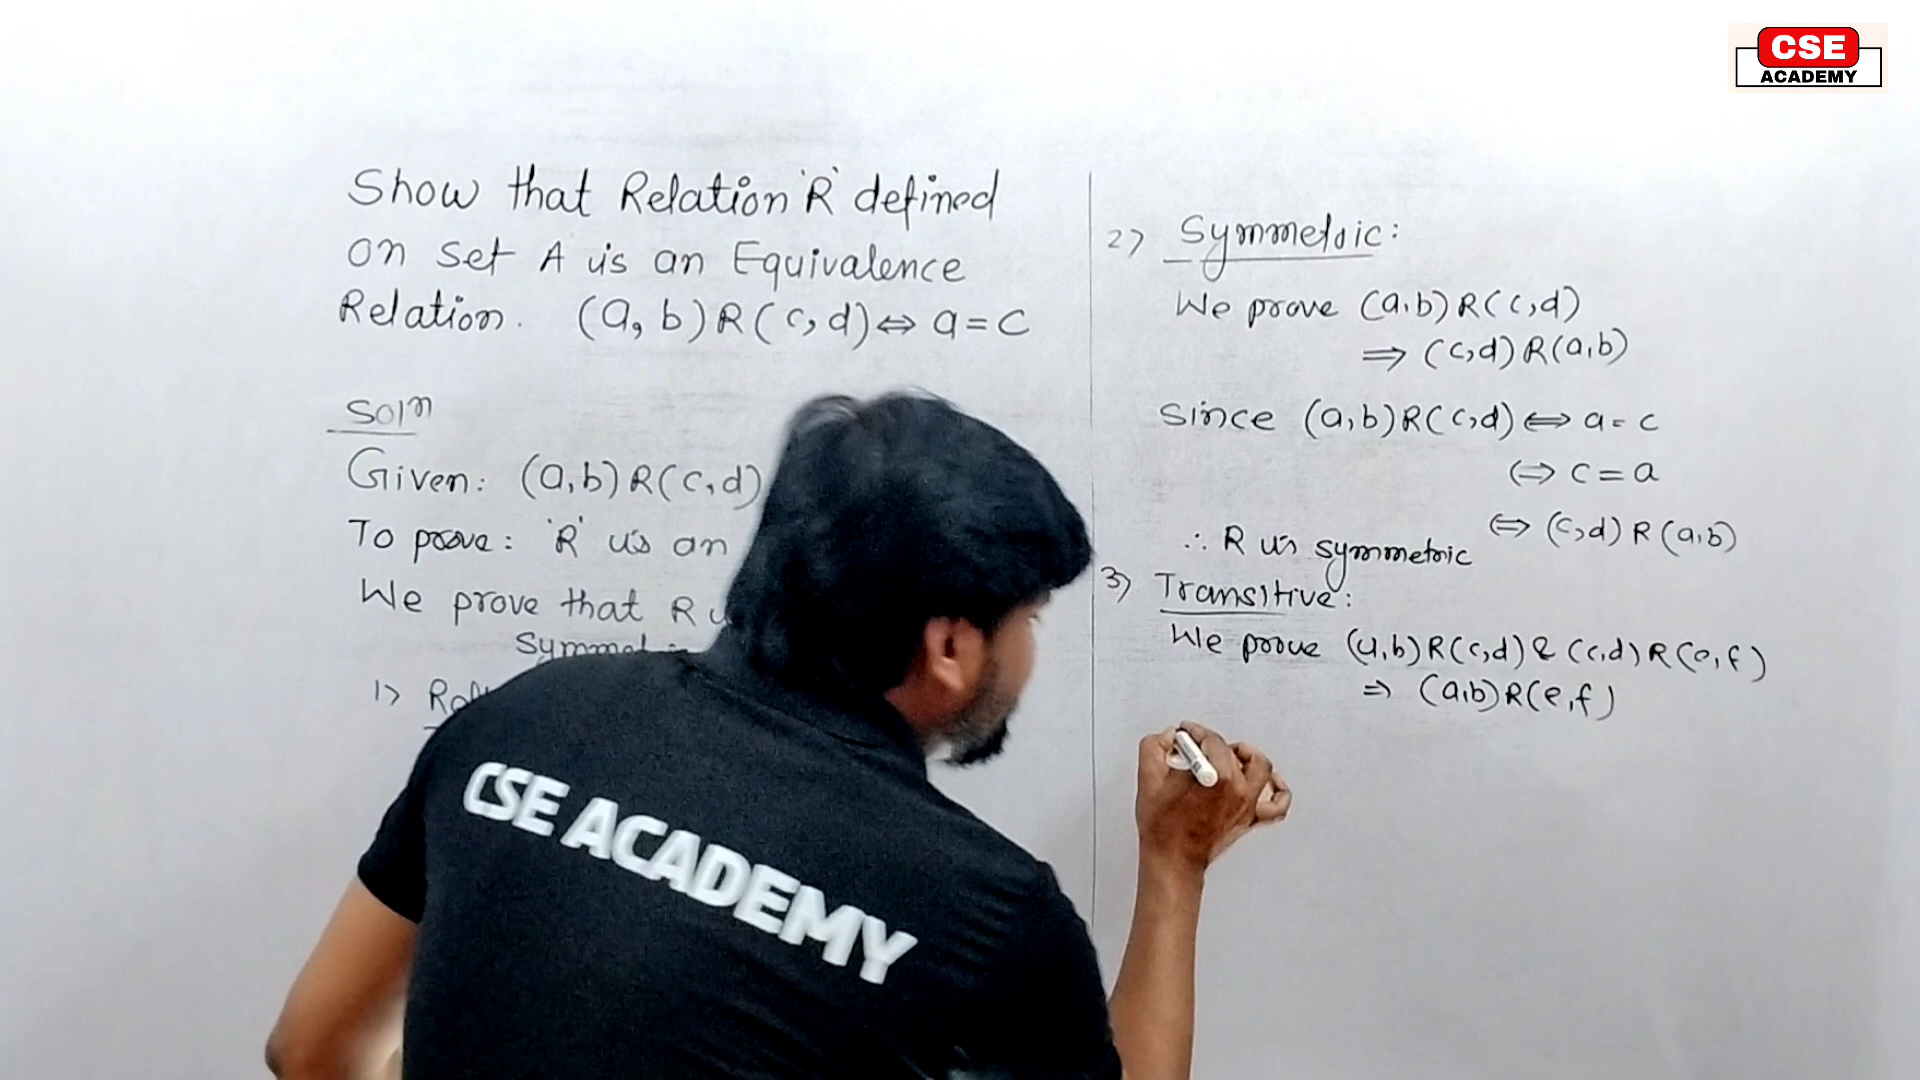 CSE
ACADEMY
Show that Relation 'R' defined
on set A is an Equivalence
Relation. (a, b) R (c, d) ⇔ a = c
Soln
Given: (a, b) R (c, d)
To prove: 'R' is an
We prove that R
Symmet
1)
2) Symmetric:
We prove (a, b) R (c, d)
⇒ (c, d) R (a, b)
Since (a, b) R (c, d) ⇔ a = c
⇔ c = a
⇔ (c, d) R (a, b)
∴ R is symmetric
3) Transitive:
We prove (a, b) R (c, d) & (c, d) R (e, f)
⇒ (a, b) R (e, f)
CSE ACADEMY